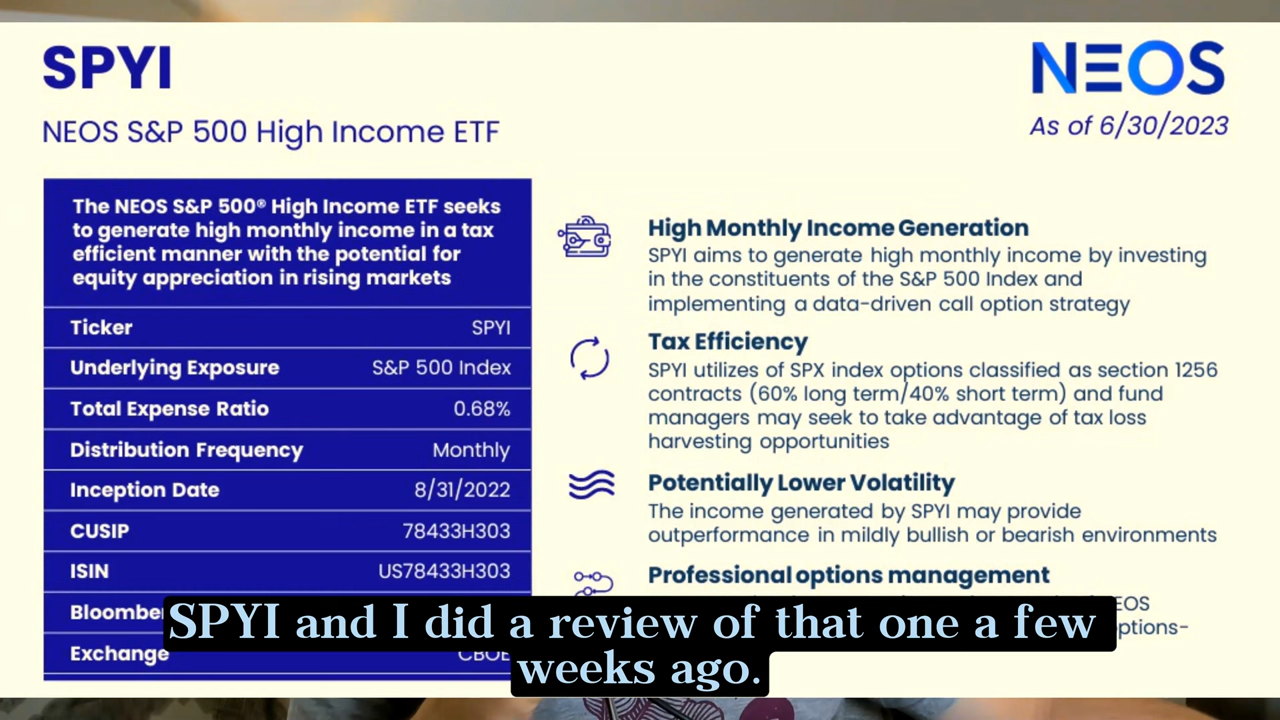 SPYI
NEOS S&P 500 High Income ETF
NEOS
As of 6/30/2023
The NEOS S&P 500® High Income ETF seeks
to generate high monthly income in a tax
efficient manner with the potential for
equity appreciation in rising markets
Ticker SPYI
Underlying Exposure S&P 500 Index
Total Expense Ratio 0.68%
Distribution Frequency Monthly
Inception Date 8/31/2022
CUSIP 78433H303
ISIN US78433H303
Exchange CBOE
High Monthly Income Generation
SPYI aims to generate high monthly income by investing
in the constituents of the S&P 500 Index and
implementing a data-driven call option strategy
Tax Efficiency
SPYI utilizes of SPX index options classified as section 1256
contracts (60% long term/40% short term) and fund
managers may seek to take advantage of tax loss
harvesting opportunities
Potentially Lower Volatility
The income generated by SPYI may provide
outperformance in mildly bullish or bearish environments
Professional options management
SPYI and I did a review of that one a few
weeks ago.